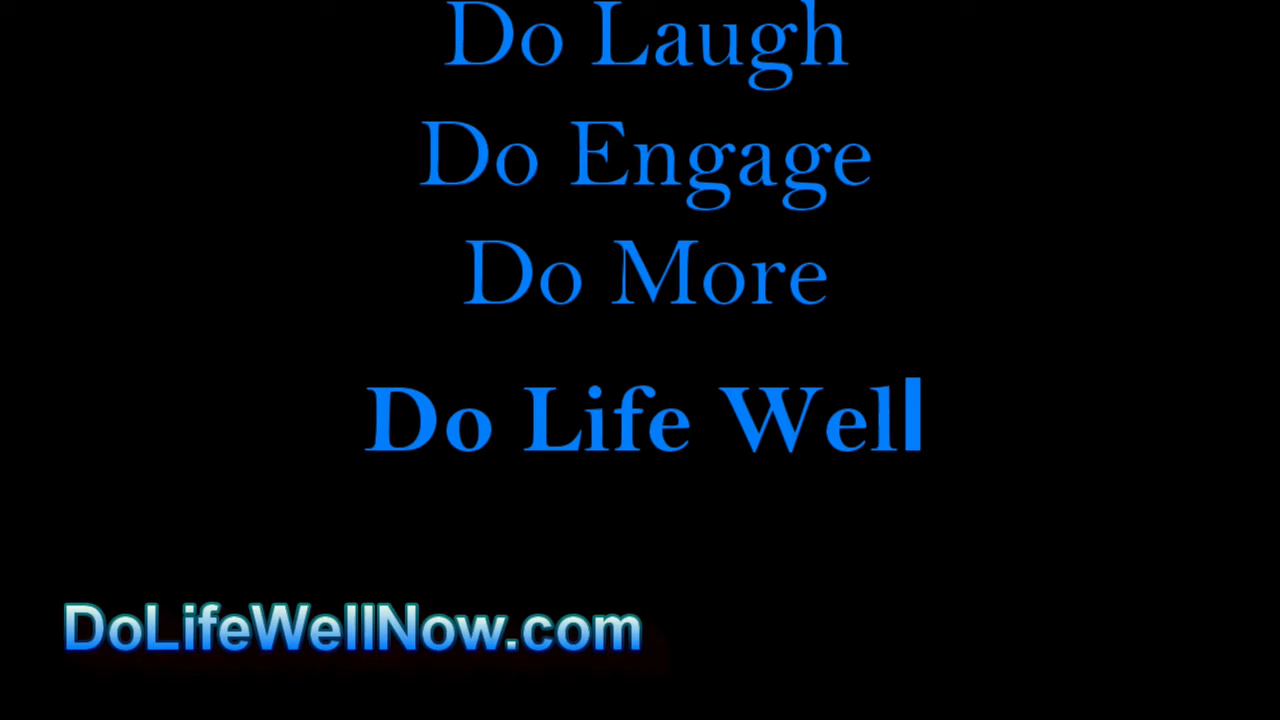 Do Laugh
Do Engage
Do More
Do Life Well
DoLifeWellNow.com